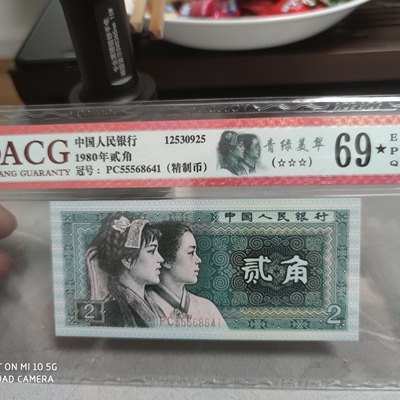 ACG
ANG GUARANTY
中国人民银行
12530925
1980年贰角
冠号：PC55568641（精制币）
青绿美翠
(☆☆☆)
69★
E
P
Q
中国人民银行
贰角
2
PC55568641
2
ON MI 10 5G
UAD CAMERA